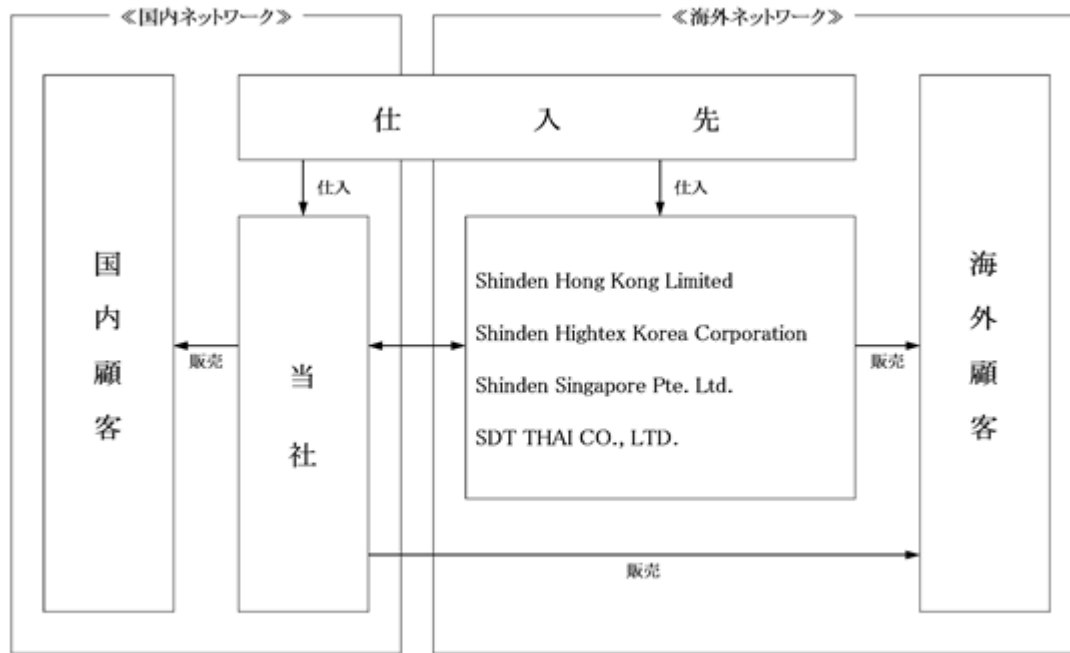 ≪国内ネットワーク≫
≪海外ネットワーク≫
仕入先
仕入
仕入
国内顧客
当社
Shinden Hong Kong Limited
Shinden Hightex Korea Corporation
Shinden Singapore Pte. Ltd.
SDT THAI CO., LTD.
海外顧客
販売
販売
販売